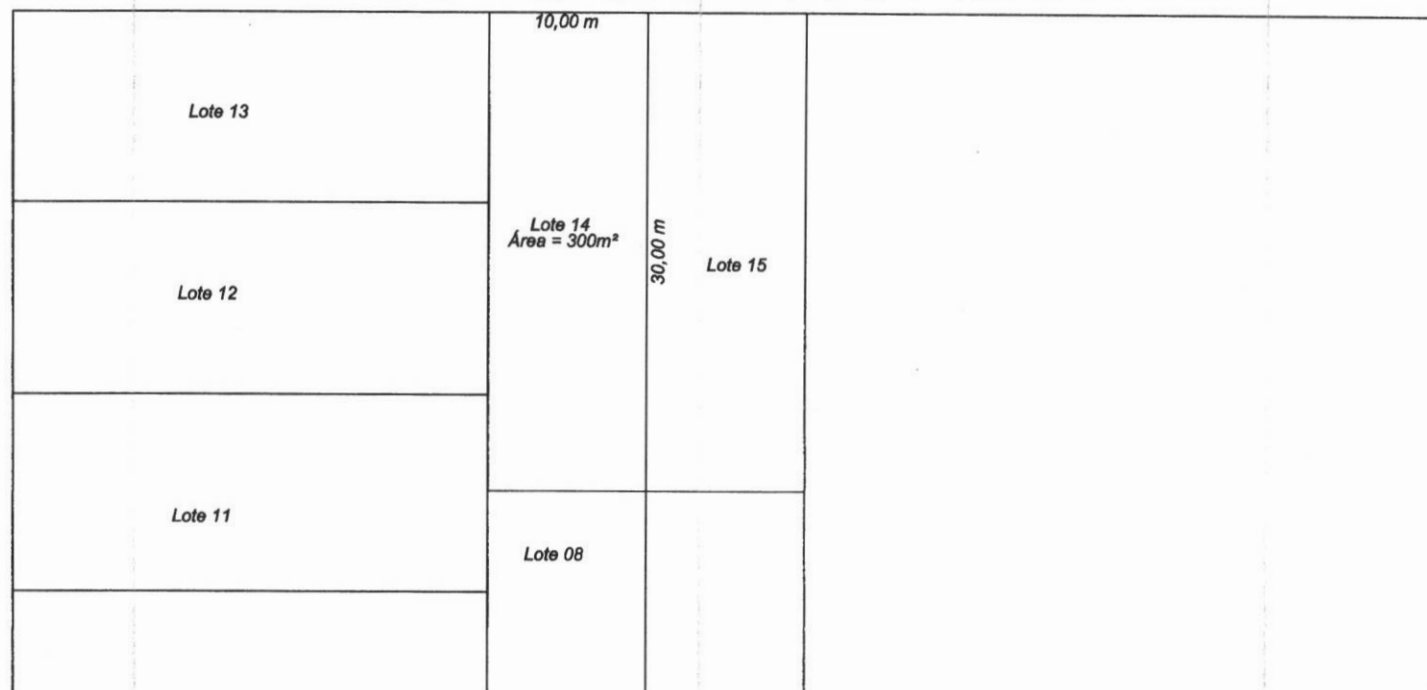 10,00 m
Lote 13
Lote 14
Área = 300m²
30,00 m
Lote 15
Lote 12
Lote 11
Lote 08